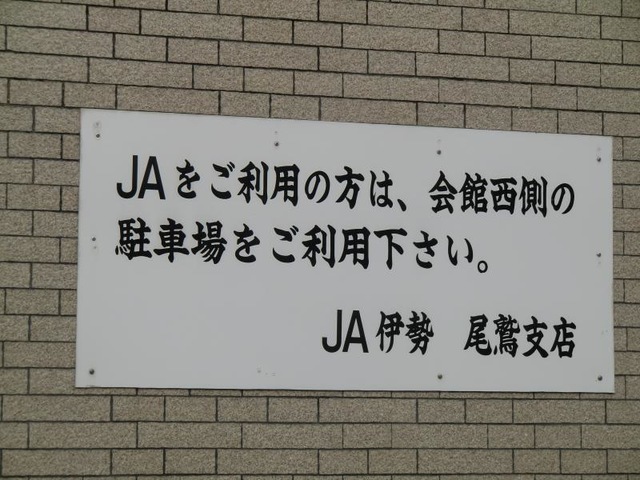 JAをご利用の方は、会館西側の
駐車場をご利用下さい。
JA伊勢　尾鷲支店